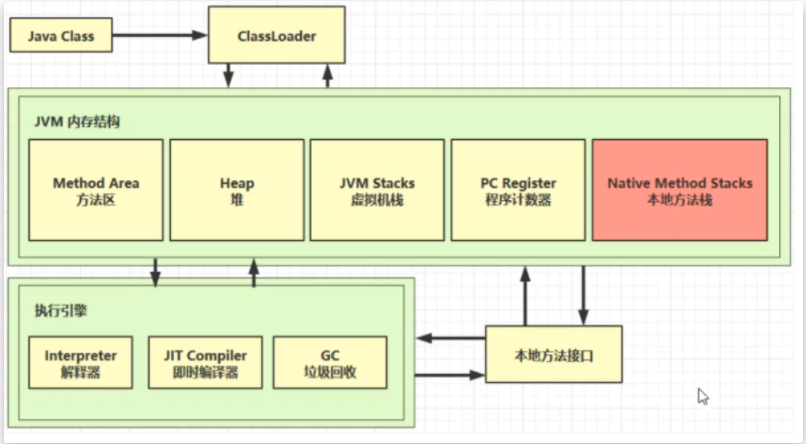 Java Class
ClassLoader
JVM 内存结构
Method Area
方法区
Heap
堆
JVM Stacks
虚拟机栈
PC Register
程序计数器
Native Method Stacks
本地方法栈
执行引擎
Interpreter
解释器
JIT Compiler
即时编译器
GC
垃圾回收
本地方法接口